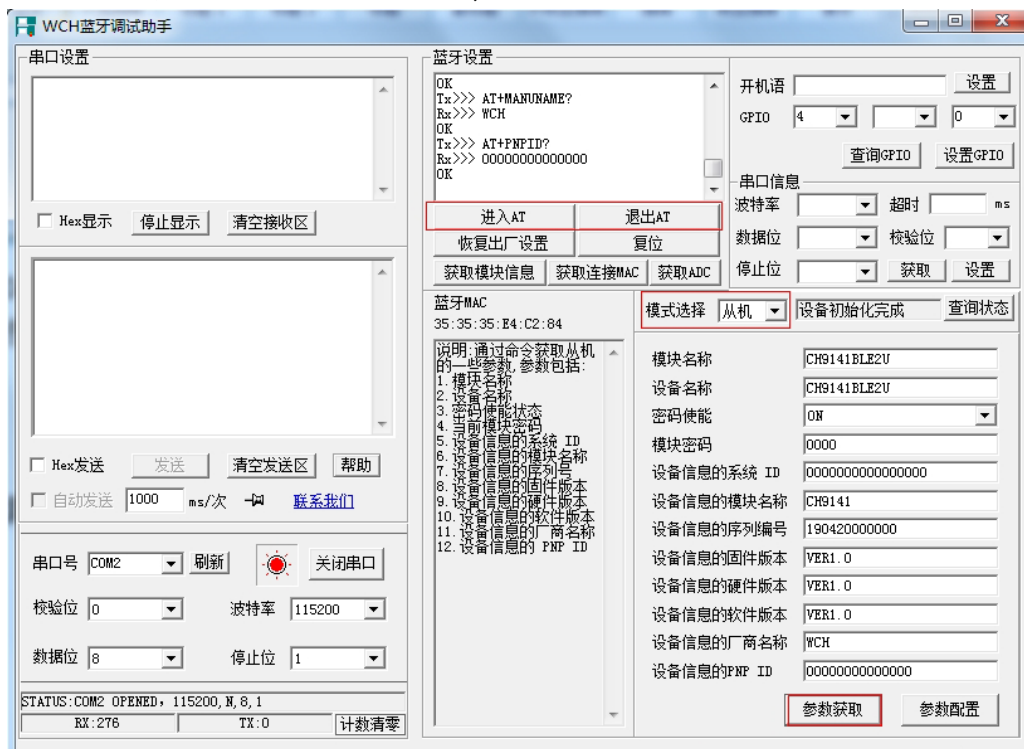 WCH蓝牙调试助手
串口设置
Hex显示 停止显示 清空接收区
Hex发送 发送 清空发送区 帮助
自动发送 1000 ms/次 联系我们
串口号 COM2 刷新 关闭串口
校验位 0 波特率 115200
数据位 8 停止位 1
STATUS:COM2 OPENED, 115200,N,8,1
RX:276 TX:0 计数清零
蓝牙设置
OK
Tx>>> AT+MANUNAME?
Rx>>> WCH
OK
Tx>>> AT+PNPID?
Rx>>> 00000000000000
OK
进入AT 退出AT
恢复出厂设置 复位
获取模块信息 获取连接MAC 获取ADC
蓝牙MAC
35:35:35:E4:C2:84
说明:通过命令获取从机
的一些参数,参数包括:
1.模块名称
2.设备名称
3.密码使能状态
4.当前模块密码
5.设备信息的系统 ID
6.设备信息的模块名称
7.设备信息的序列号
8.设备信息的固件版本
9.设备信息的硬件版本
10.设备信息的软件版本
11.设备信息的厂商名称
12.设备信息的 PNP ID
开机语 设置
GPIO 4 0
查询GPIO 设置GPIO
串口信息
波特率 超时 ms
数据位 校验位
停止位 获取 设置
模式选择 从机 设备初始化完成 查询状态
模块名称 CH9141BLE2U
设备名称 CH9141BLE2U
密码使能 ON
模块密码 0000
设备信息的系统 ID 0000000000000000
设备信息的模块名称 CH9141
设备信息的序列编号 190420000000
设备信息的固件版本 VER1.0
设备信息的硬件版本 VER1.0
设备信息的软件版本 VER1.0
设备信息的厂商名称 WCH
设备信息的PNP ID 00000000000000
参数获取 参数配置